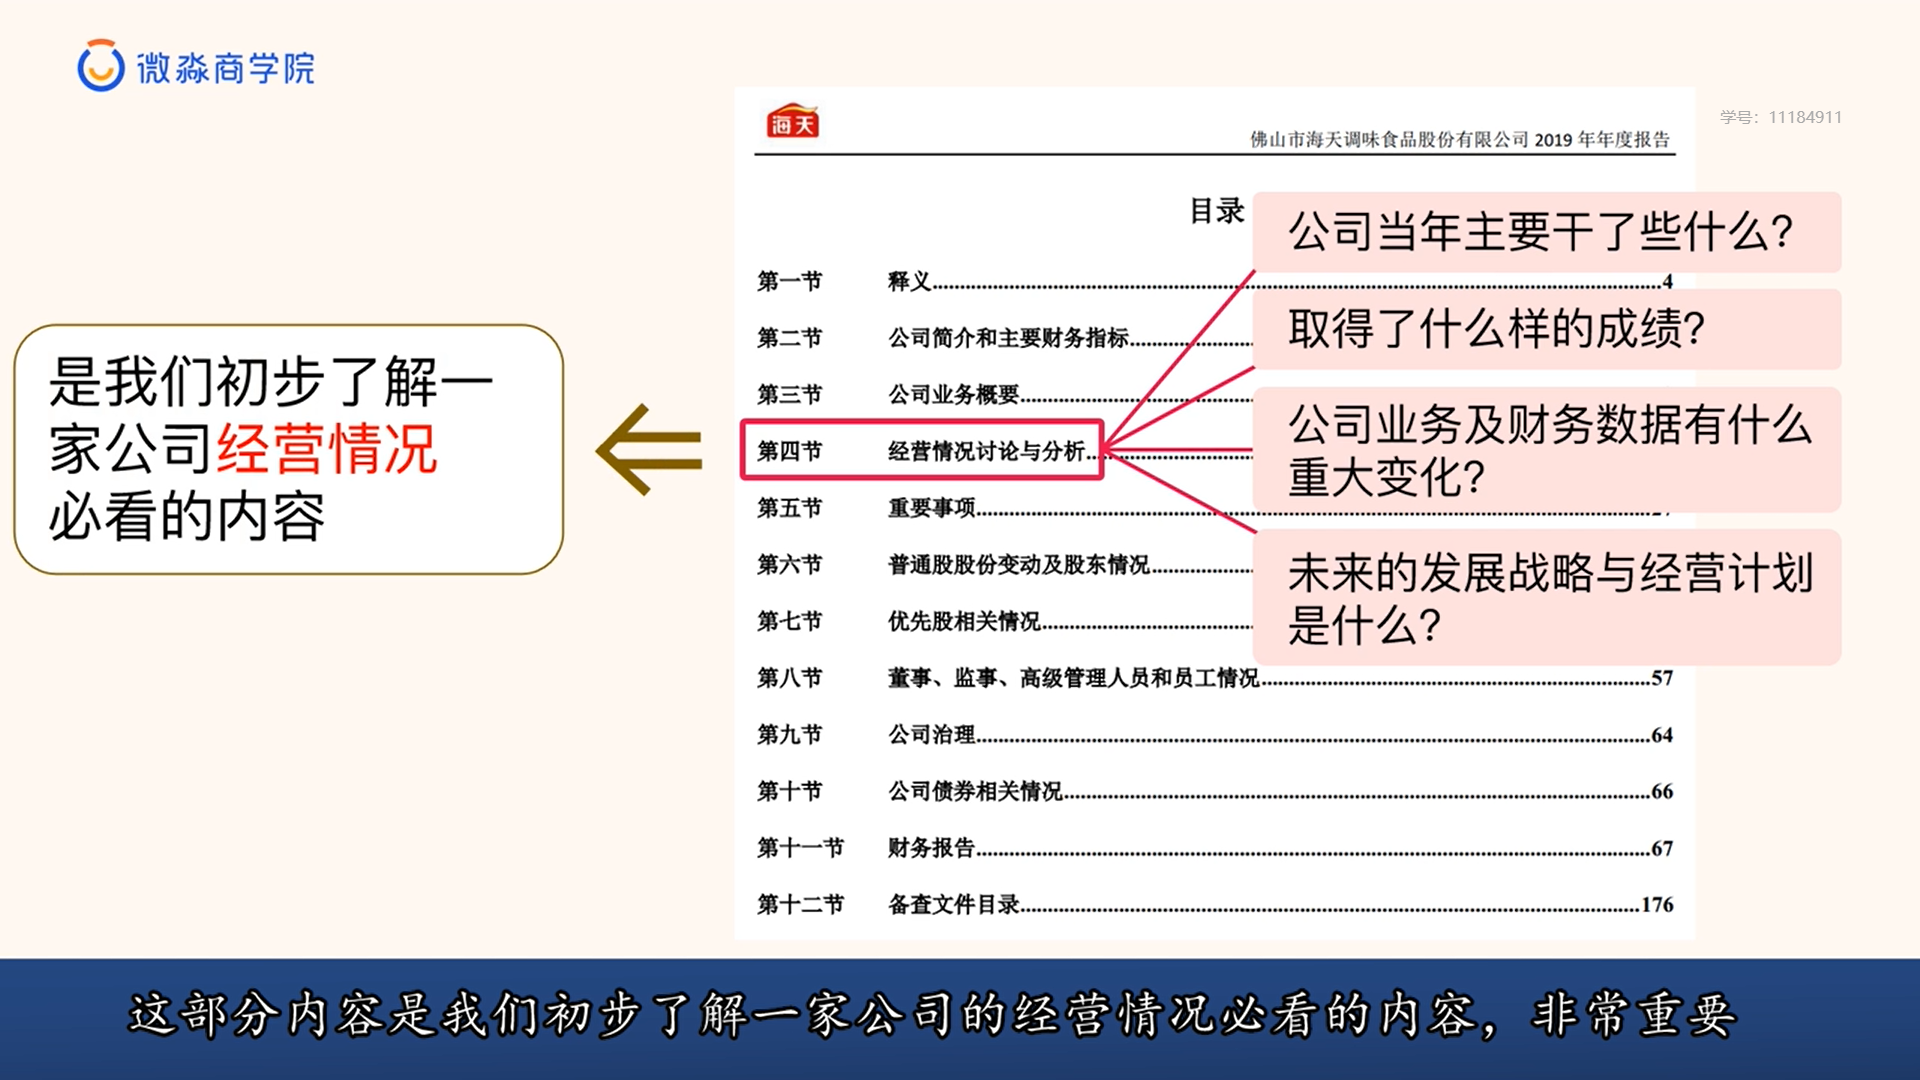 微淼商学院
学号：11184911
海天
佛山市海天调味食品股份有限公司 2019 年年度报告
目录
第一节 释义 4
第二节 公司简介和主要财务指标
第三节 公司业务概要
第四节 经营情况讨论与分析
第五节 重要事项
第六节 普通股股份变动及股东情况
第七节 优先股相关情况
第八节 董事、监事、高级管理人员和员工情况 57
第九节 公司治理 64
第十节 公司债券相关情况 66
第十一节 财务报告 67
第十二节 备查文件目录 176
公司当年主要干了些什么？
取得了什么样的成绩？
公司业务及财务数据有什么
重大变化？
未来的发展战略与经营计划
是什么？
是我们初步了解一
家公司经营情况
必看的内容
这部分内容是我们初步了解一家公司的经营情况必看的内容，非常重要